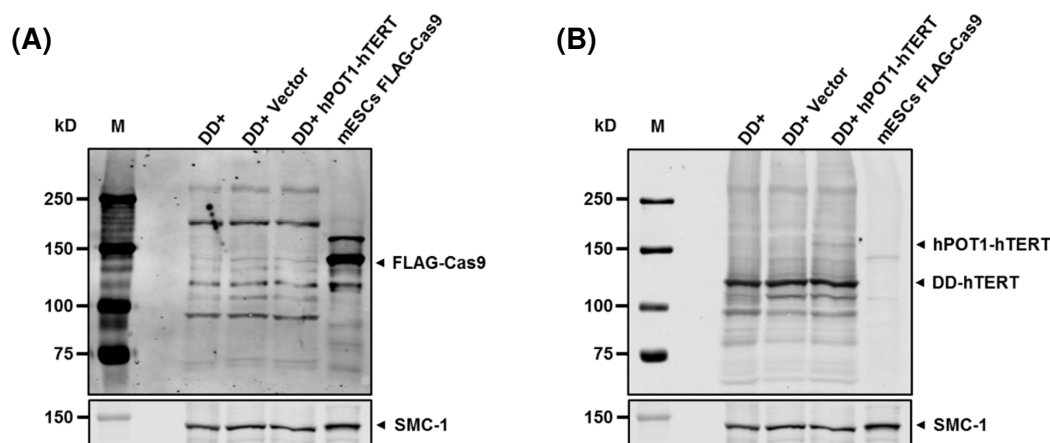 (A)
kD
M
DD+
DD+ Vector
DD+ hPOT1-hTERT
mESCs FLAG-Cas9
250
150
100
75
FLAG-Cas9
150
SMC-1
(B)
kD
M
DD+
DD+ Vector
DD+ hPOT1-hTERT
mESCs FLAG-Cas9
250
150
100
75
hPOT1-hTERT
DD-hTERT
150
SMC-1